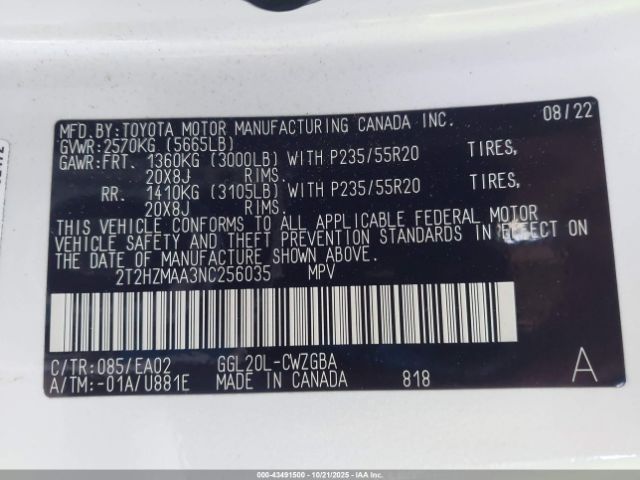 MFD.BY:TOYOTA MOTOR MANUFACTURING CANADA INC. 08/22
GVWR:2570KG (5665LB)
GAWR:FRT. 1360KG (3000LB) WITH P235/55R20 TIRES,
20X8J RIMS.
RR. 1410KG (3105LB) WITH P235/55R20 TIRES,
20X8J RIMS.
THIS VEHICLE CONFORMS TO ALL APPLICABLE FEDERAL MOTOR
VEHICLE SAFETY AND THEFT PREVENTION STANDARDS IN EFFECT ON
THE DATE OF MANUFACTURE SHOWN ABOVE.
2T2HZMAA3NC256035 MPV
C/TR:085/EA02 GGL20L-CWZGBA
A/TM:-01A/U881E MADE IN CANADA 818 A
000-43491500 - 10/21/2025 - IAA Inc.